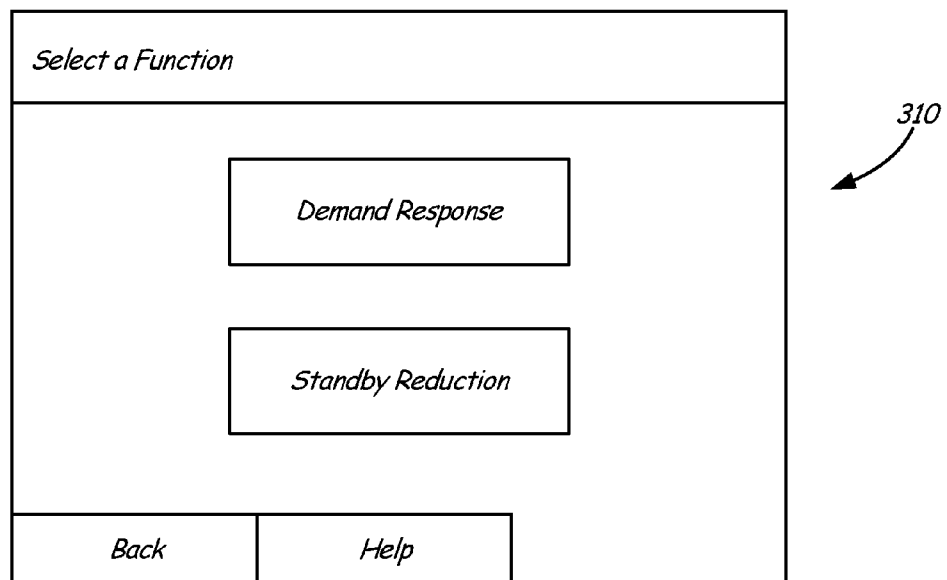 Select a Function
310
Demand Response
Standby Reduction
Back
Help